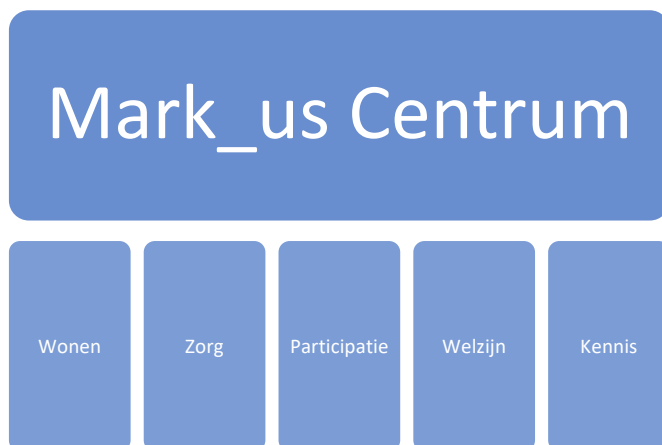 Mark_us Centrum
Wonen
Zorg
Participatie
Welzijn
Kennis